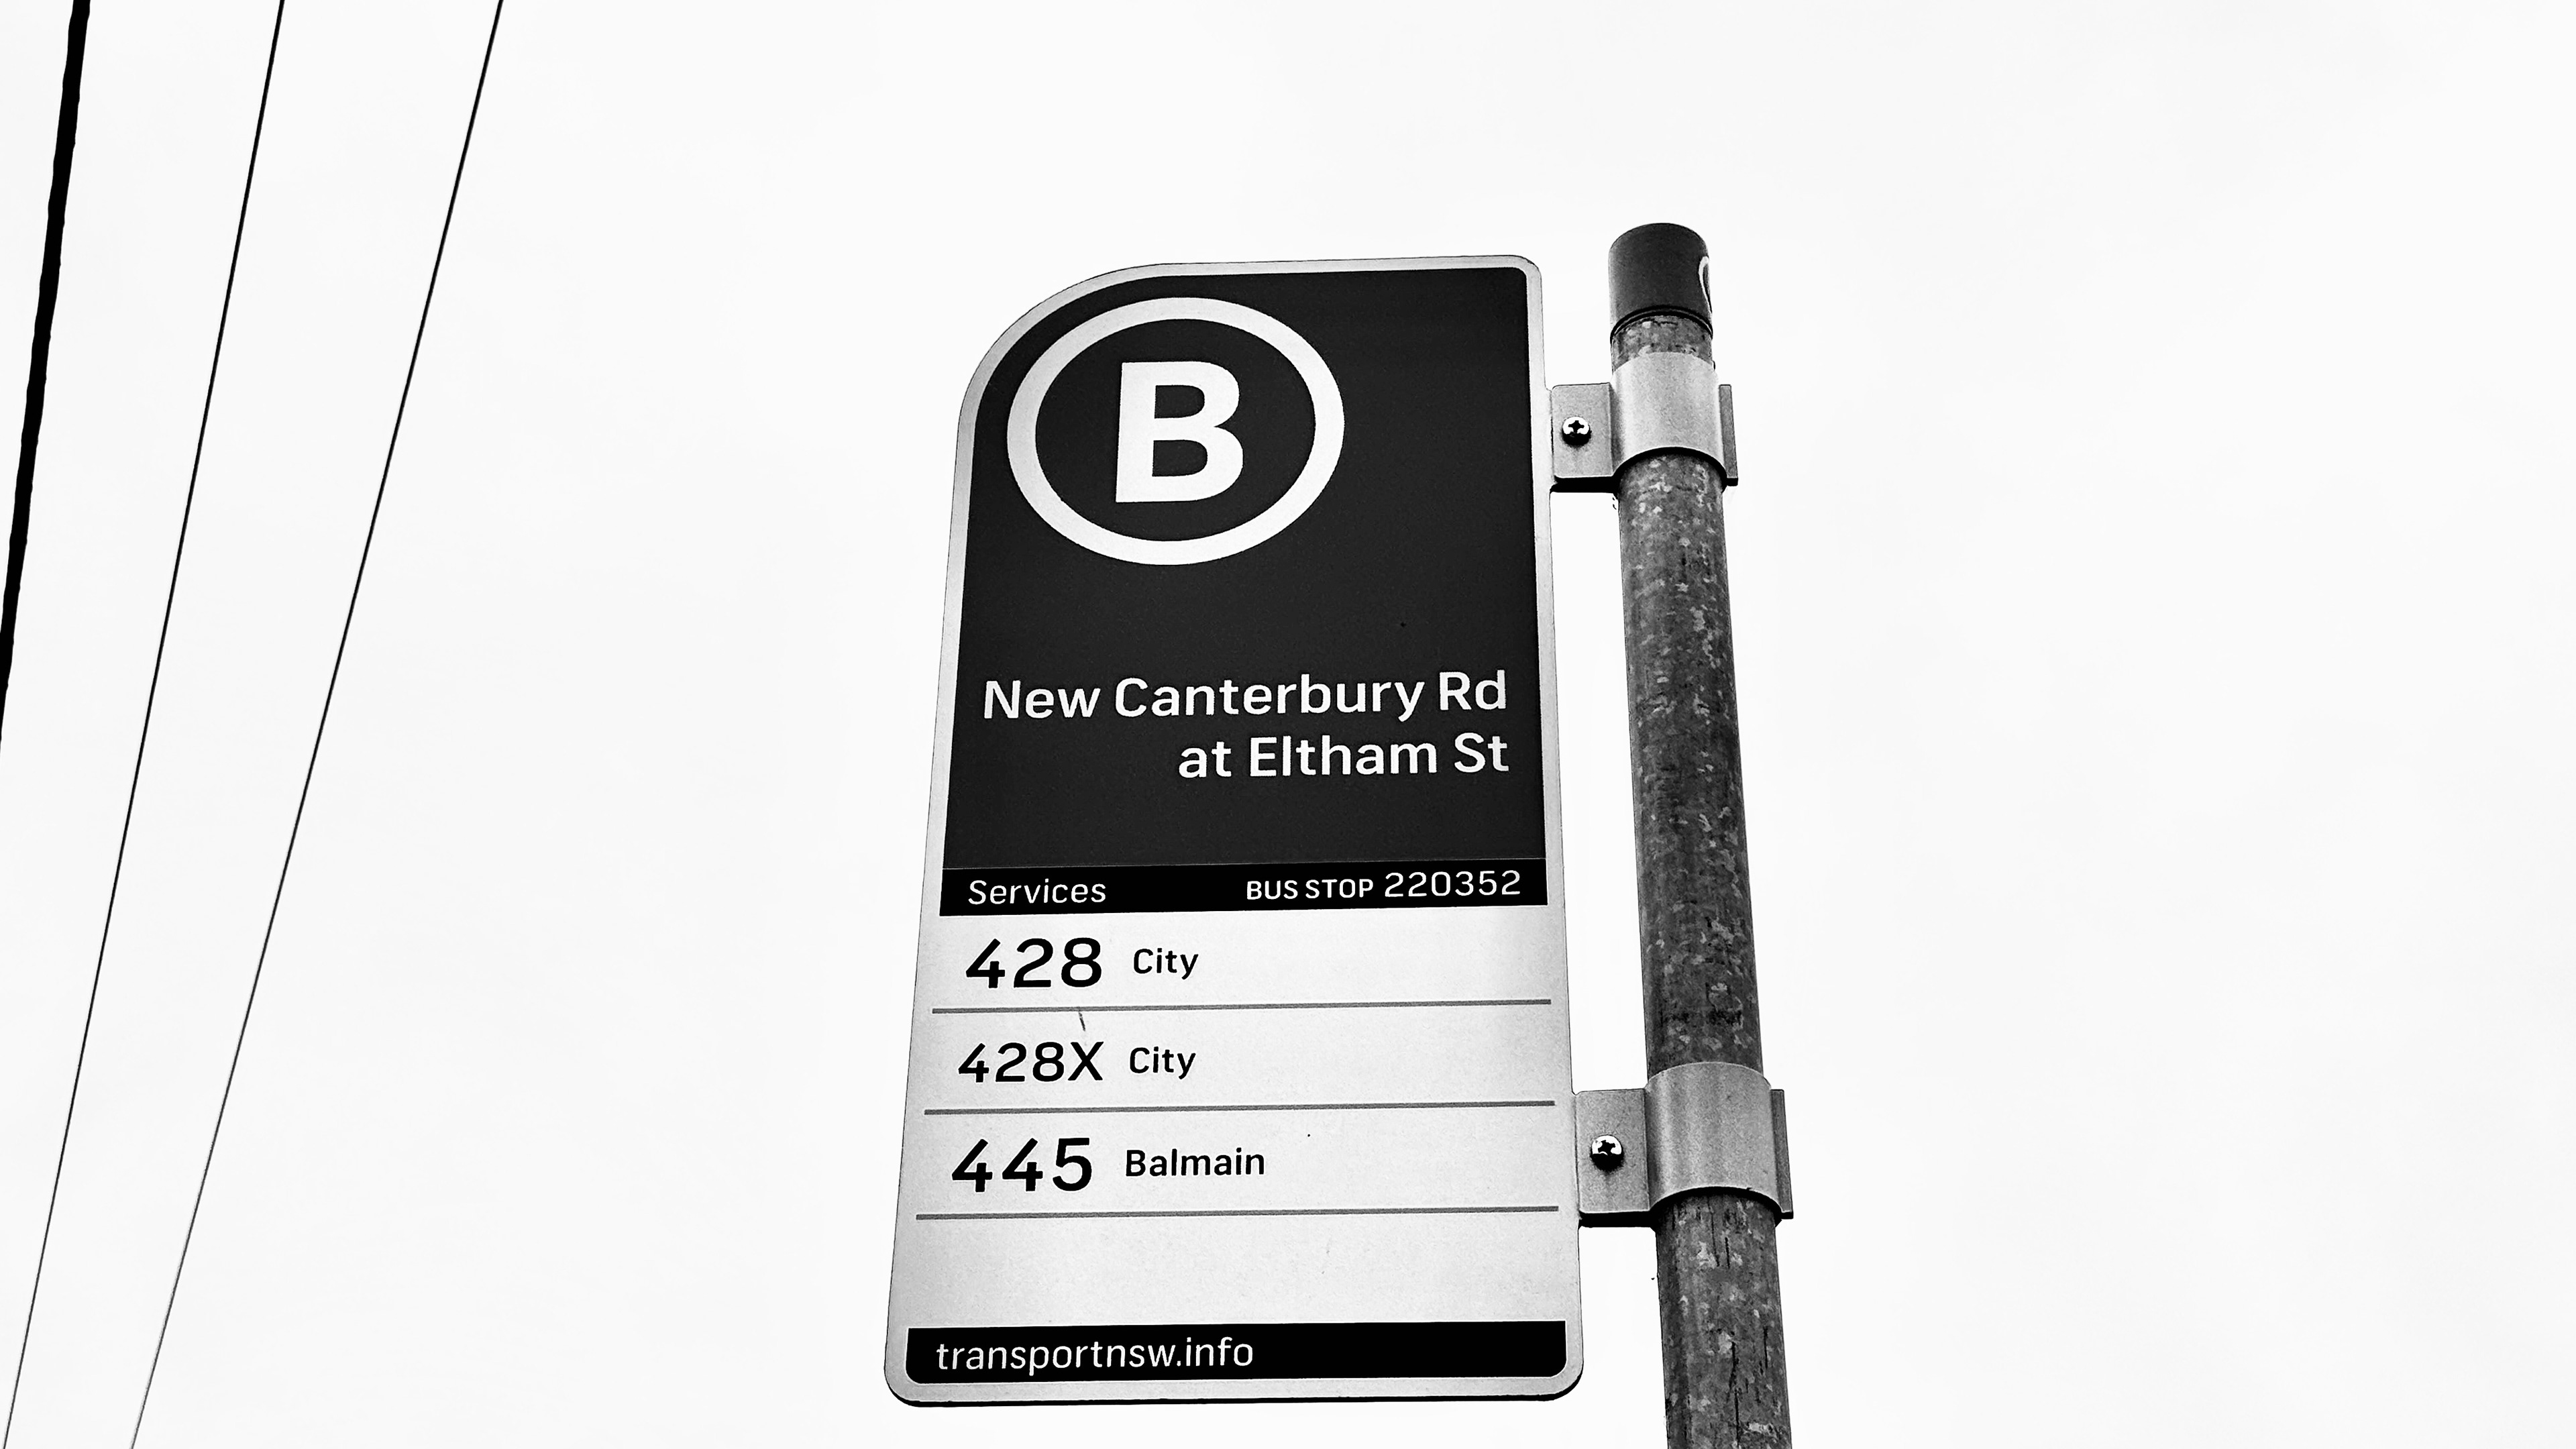 B
New Canterbury Rd
at Eltham St
Services BUS STOP 220352
428 City
428X City
445 Balmain
transportnsw.info